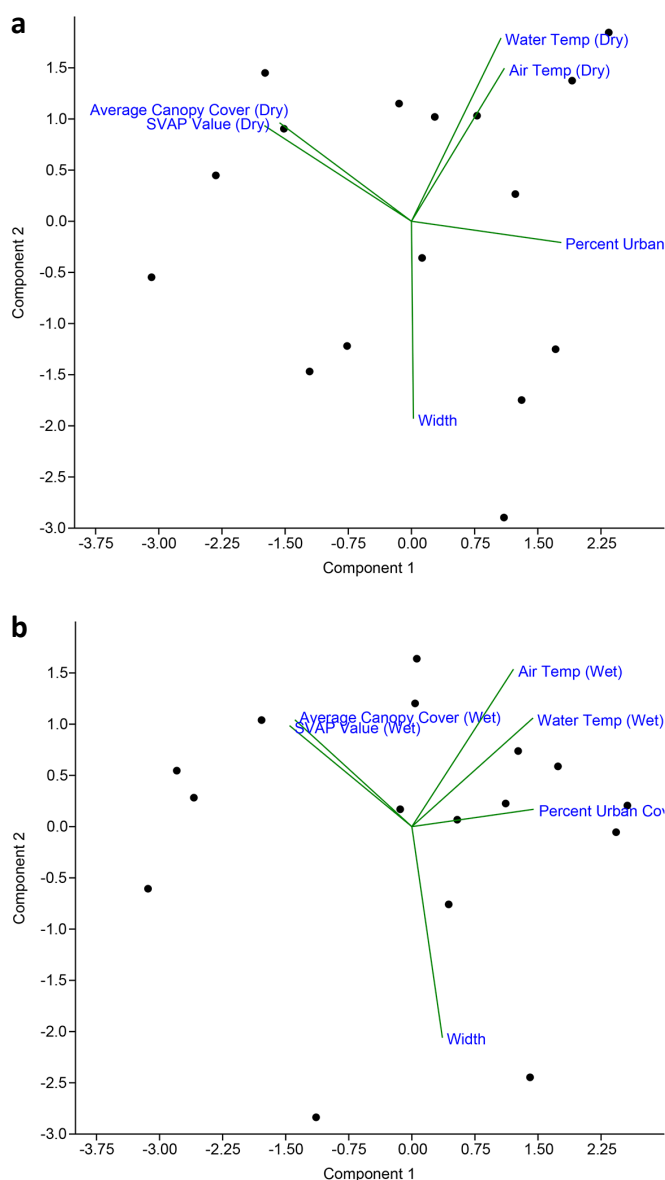 a
Water Temp (Dry)
Air Temp (Dry)
Average Canopy Cover (Dry)
SVAP Value (Dry)
Percent Urban
Width
1.5
1.0
0.5
0.0
-0.5
-1.0
-1.5
-2.0
-2.5
-3.0
Component 2
-3.75 -3.00 -2.25 -1.50 -0.75 0.00 0.75 1.50 2.25
Component 1
b
Air Temp (Wet)
Average Canopy Cover (Wet)
Water Temp (Wet)
SVAP Value (Wet)
Percent Urban Cov
Width
1.5
1.0
0.5
0.0
-0.5
-1.0
-1.5
-2.0
-2.5
-3.0
Component 2
-3.75 -3.00 -2.25 -1.50 -0.75 0.00 0.75 1.50 2.25
Component 1